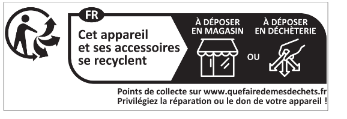 FR
Cet appareil
et ses accessoires
se recyclent
À DÉPOSER
EN MAGASIN
OU
À DÉPOSER
EN DÉCHÈTERIE
Points de collecte sur www.quefairedemesdechets.fr
Privilégiez la réparation ou le don de votre appareil !